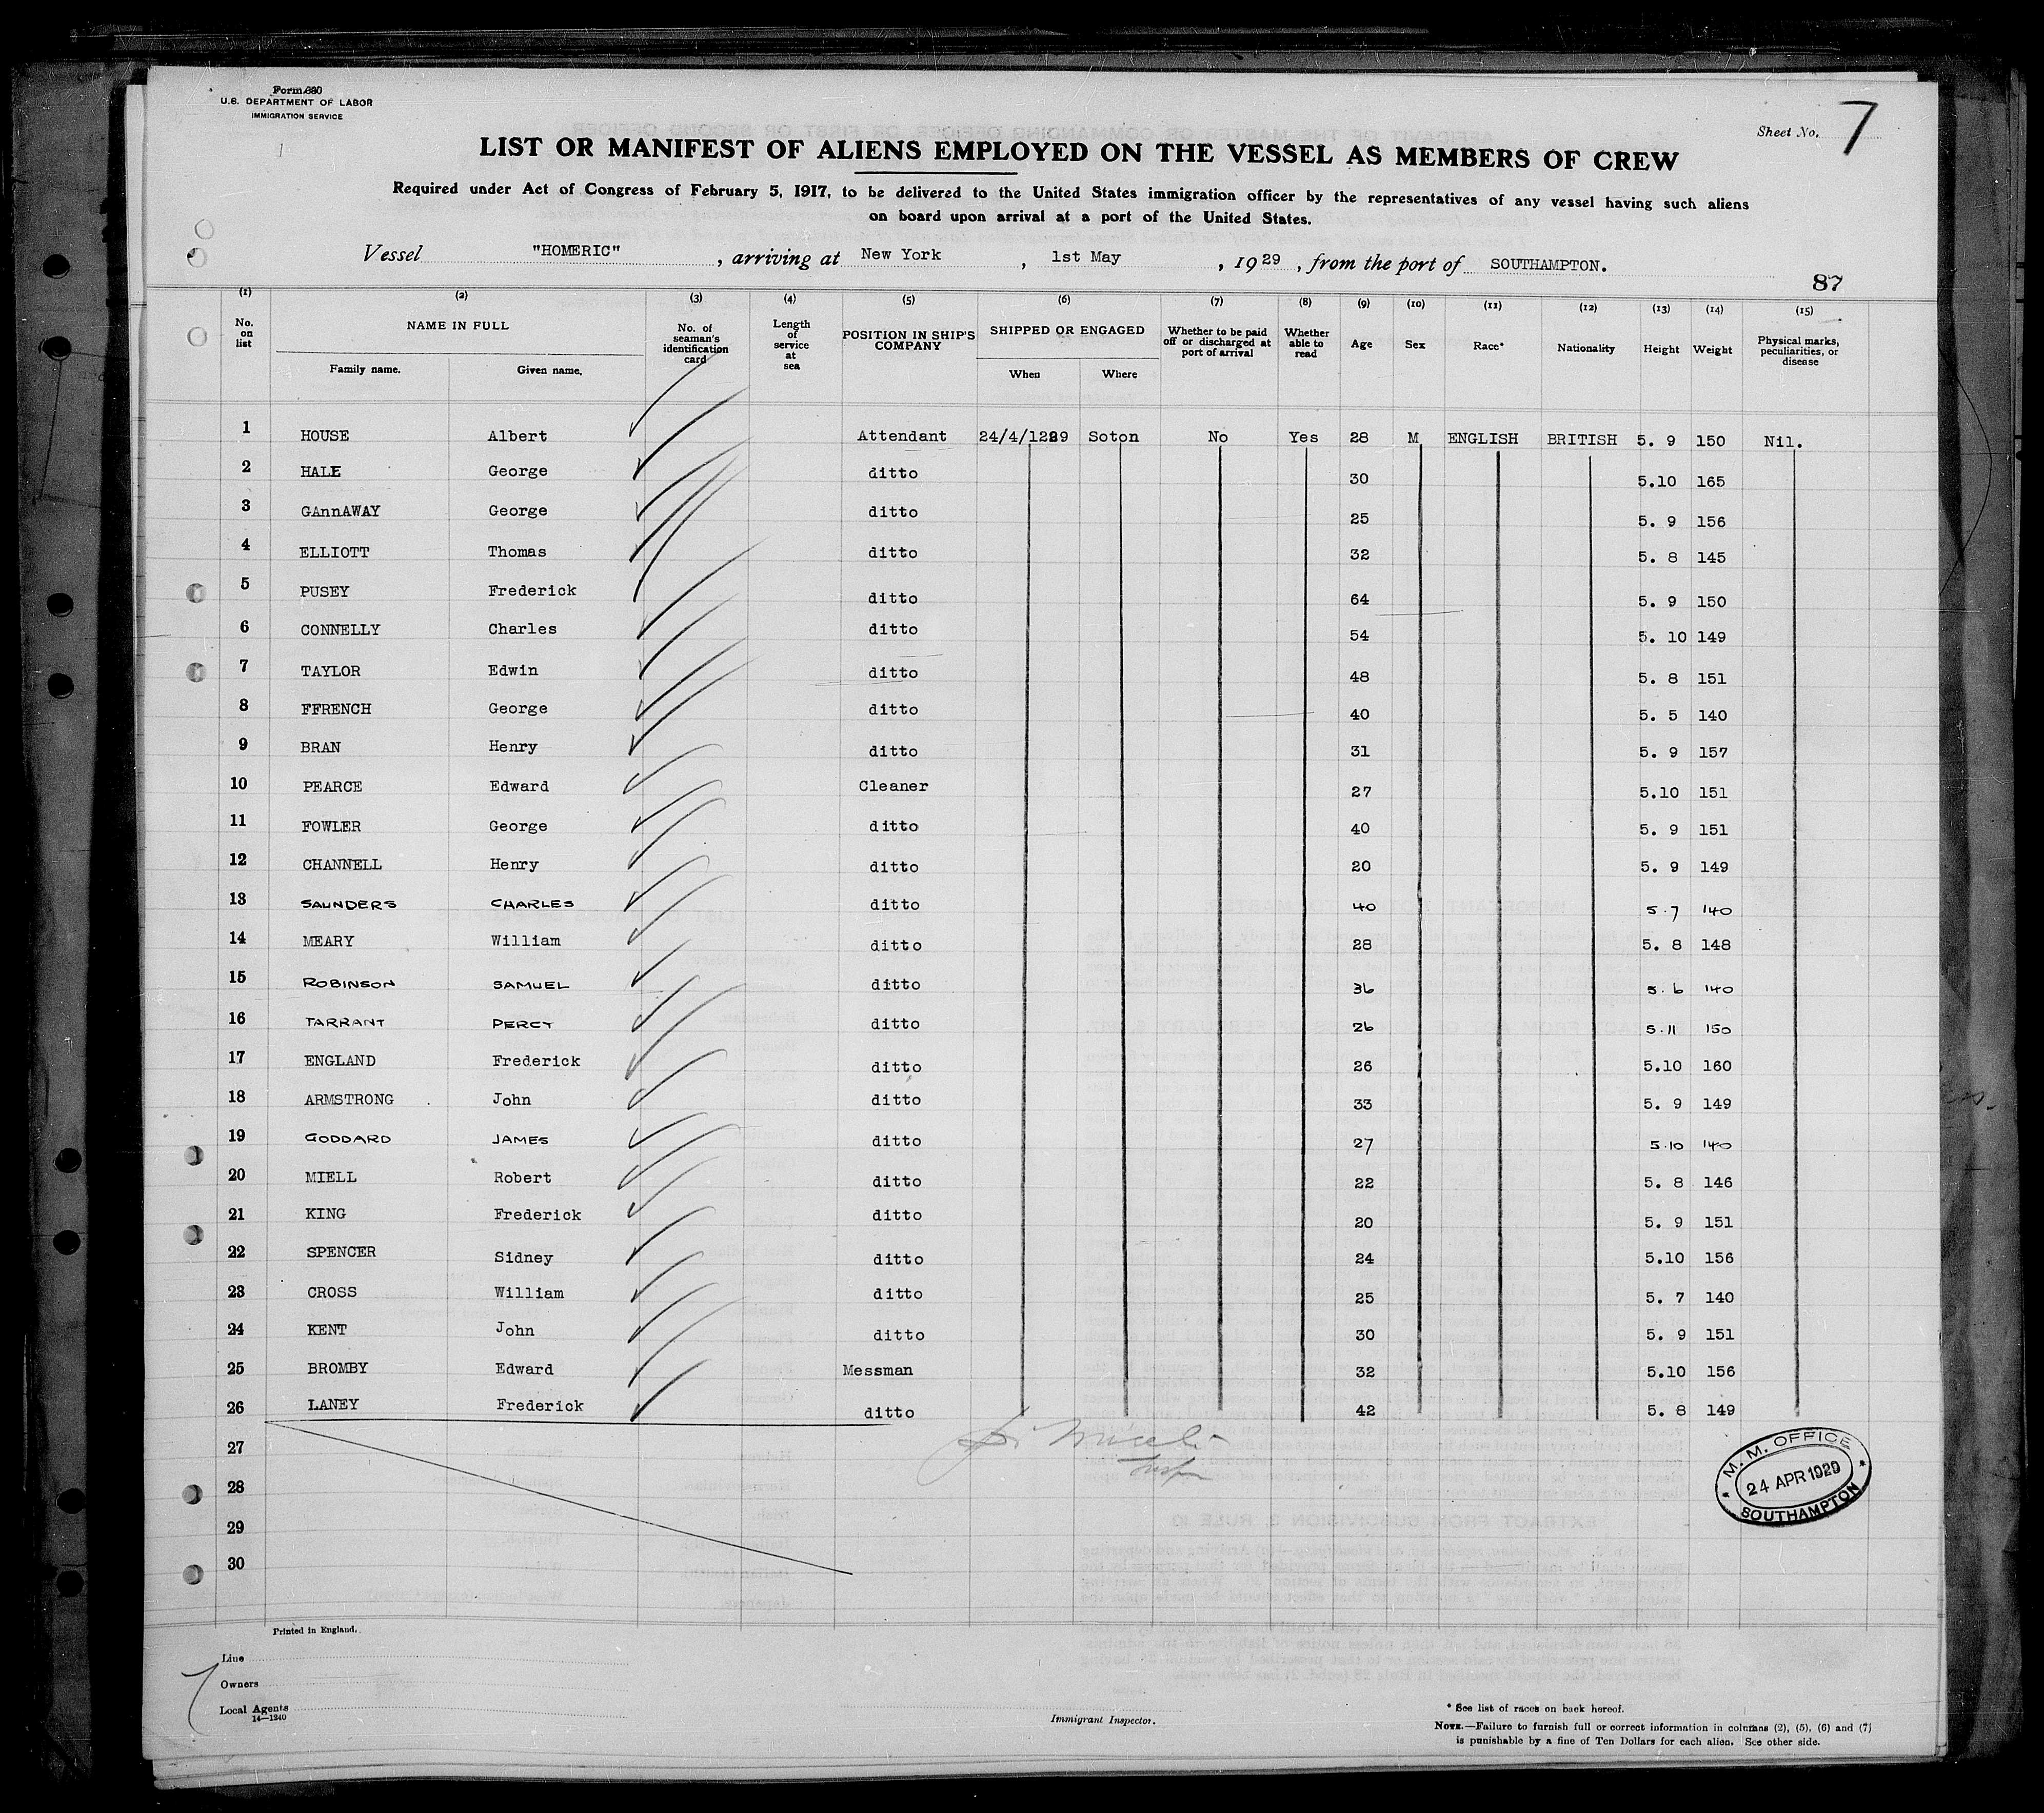 Form 680
U.S. DEPARTMENT OF LABOR
IMMIGRATION SERVICE
Sheet No. 7
LIST OR MANIFEST OF ALIENS EMPLOYED ON THE VESSEL AS MEMBERS OF CREW
Required under Act of Congress of February 5, 1917, to be delivered to the United States immigration officer by the representatives of any vessel having such aliens
on board upon arrival at a port of the United States.
Vessel "HOMERIC", arriving at New York, 1st May, 1929, from the port of SOUTHAMPTON.
87
(1) (2) (3) (4) (5) (6) (7) (8) (9) (10) (11) (12) (13) (14) (15)
No. on list NAME IN FULL Family name. Given name. No. of seaman's identification card Length of service at sea POSITION IN SHIP'S COMPANY SHIPPED OR ENGAGED When Where Whether to be paid off or discharged at port of arrival Whether able to read Age Sex Race* Nationality Height Weight Physical marks, peculiarities, or disease
1 HOUSE Albert Attendant 24/4/1929 Soton No Yes 28 M ENGLISH BRITISH 5. 9 150 Nil.
2 HALE George ditto 30 5.10 165
3 GAnnAWAY George ditto 25 5. 9 156
4 ELLIOTT Thomas ditto 32 5. 8 145
5 PUSEY Frederick ditto 64 5. 9 150
6 CONNELLY Charles ditto 54 5. 10 149
7 TAYLOR Edwin ditto 48 5. 8 151
8 FFRENCH George ditto 40 5. 5 140
9 BRAN Henry ditto 31 5. 9 157
10 PEARCE Edward Cleaner 27 5.10 151
11 FOWLER George ditto 40 5. 9 151
12 CHANNELL Henry ditto 20 5. 9 149
13 SAUNDERS CHARLES ditto 40 5.7 140
14 MEARY William ditto 28 5. 8 148
15 ROBINSON SAMUEL ditto 36 5.6 140
16 TARRANT PERCY ditto 26 5.11 150
17 ENGLAND Frederick ditto 26 5.10 160
18 ARMSTRONG John ditto 33 5. 9 149
19 GODDARD JAMES ditto 27 5.10 140
20 MIELL Robert ditto 22 5. 8 146
21 KING Frederick ditto 20 5. 9 151
22 SPENCER Sidney ditto 24 5.10 156
23 CROSS William ditto 25 5. 7 140
24 KENT John ditto 30 5. 9 151
25 BROMBY Edward Messman 32 5.10 156
26 LANEY Frederick ditto 42 5. 8 149
27
28
29
30
M. M. OFFICE
24 APR 1929
SOUTHAMPTON
Printed in England.
Line
Owners
Local Agents
14—1240
7
Immigrant Inspector.
* See list of races on back hereof.
NOTE.—Failure to furnish full or correct information in columns (2), (5), (6) and (7)
is punishable by a fine of Ten Dollars for each alien. See other side.